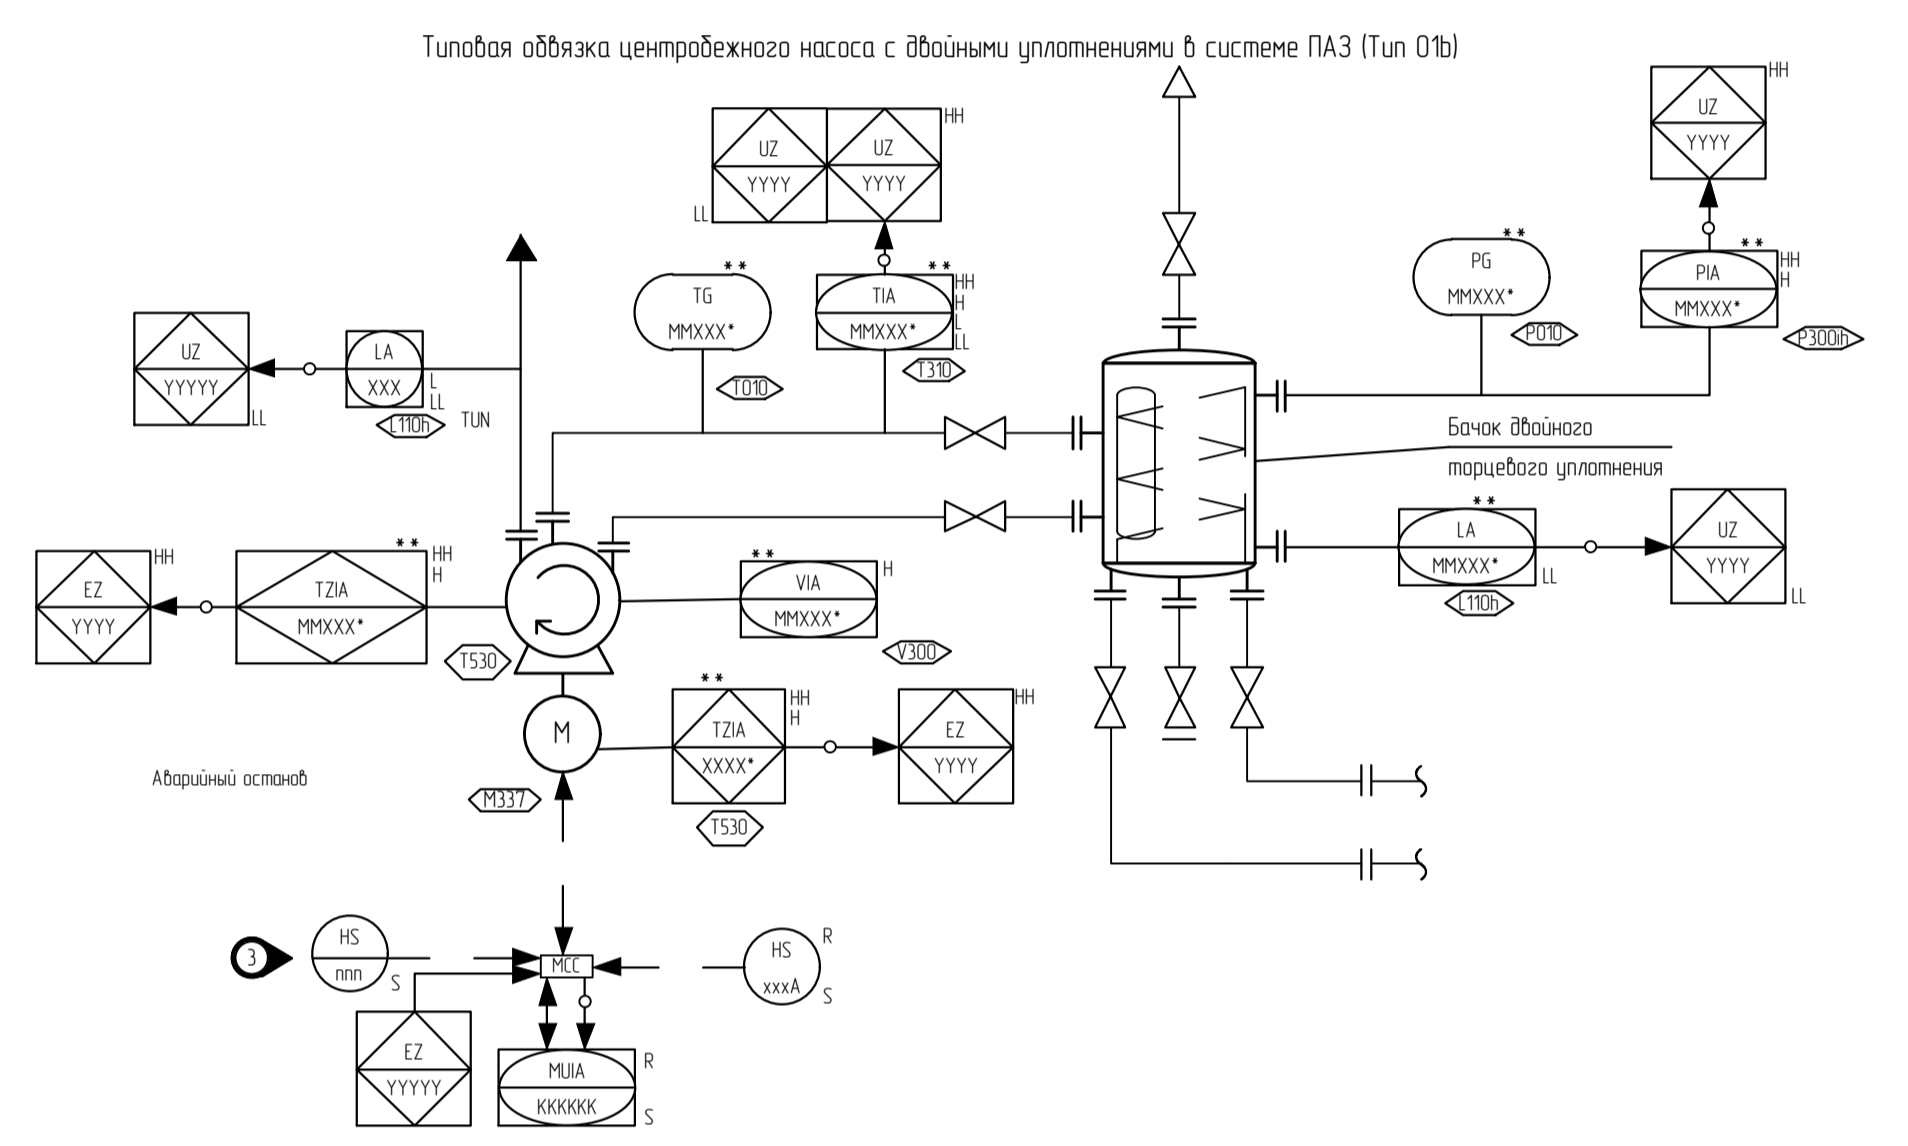 Типовая обвязка центробежного насоса с двойными уплотнениями в системе ПАЗ (Тип 01b)
HH
UZ
YYYY
HH
UZ
UZ
YYYY
YYYY
LL
**
PG
MMXXX*
P010
**
PIA
MMXXX*
HH
H
P300ih
**
TG
MMXXX*
T010
**
TIA
MMXXX*
HH
H
L
LL
T310
UZ
YYYYY
LL
LA
XXX
L
LL
L110h
TUN
Бачок двойного
торцевого уплотнения
**
LA
MMXXX*
LL
L110h
UZ
YYYY
LL
HH
EZ
YYYY
**
TZIA
MMXXX*
HH
H
T530
**
VIA
MMXXX*
H
V300
M
**
TZIA
XXXX*
HH
H
T530
HH
EZ
YYYY
Аварийный останов
M337
3
HS
ппп
S
MCC
HS
xxxA
R
S
EZ
YYYYY
MUIA
KKKKKK
R
S